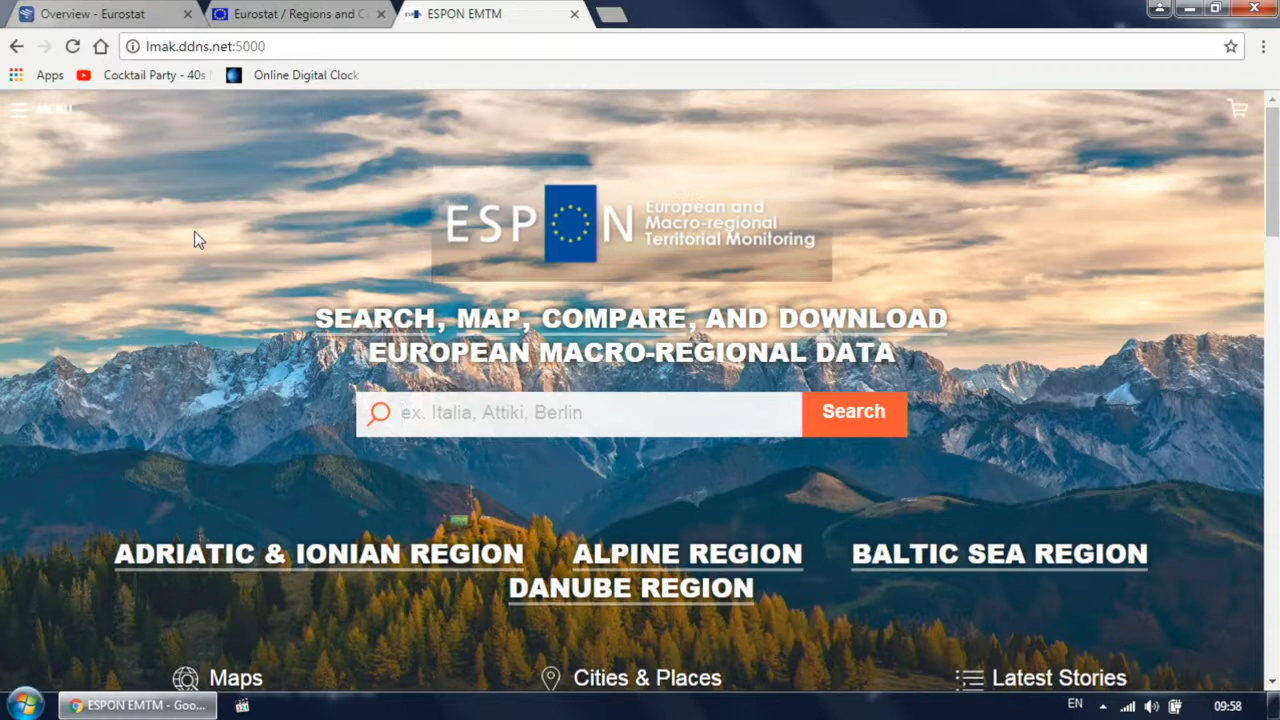 Overview - Eurostat
Eurostat / Regions and Ci
ESPON EMTM
lmak.ddns.net:5000
Apps
Cocktail Party - 40s
Online Digital Clock
MENU
ESPON
European and
Macro-regional
Territorial Monitoring
SEARCH, MAP, COMPARE, AND DOWNLOAD
EUROPEAN MACRO-REGIONAL DATA
ex. Italia, Attiki, Berlin
Search
ADRIATIC & IONIAN REGION
ALPINE REGION
BALTIC SEA REGION
DANUBE REGION
Maps
Cities & Places
Latest Stories
ESPON EMTM - Goo...
EN
09:58